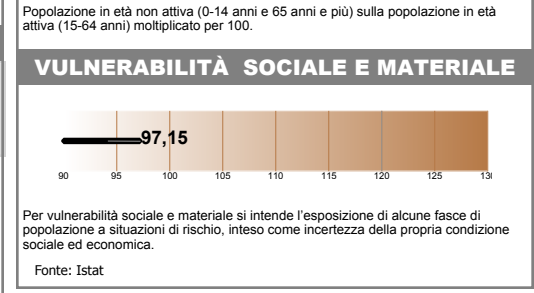 Popolazione in età non attiva (0-14 anni e 65 anni e più) sulla popolazione in età
attiva (15-64 anni) moltiplicato per 100.
VULNERABILITÀ SOCIALE E MATERIALE
97,15
90 95 100 105 110 115 120 125 130
Per vulnerabilità sociale e materiale si intende l'esposizione di alcune fasce di
popolazione a situazioni di rischio, inteso come incertezza della propria condizione
sociale ed economica.
Fonte: Istat